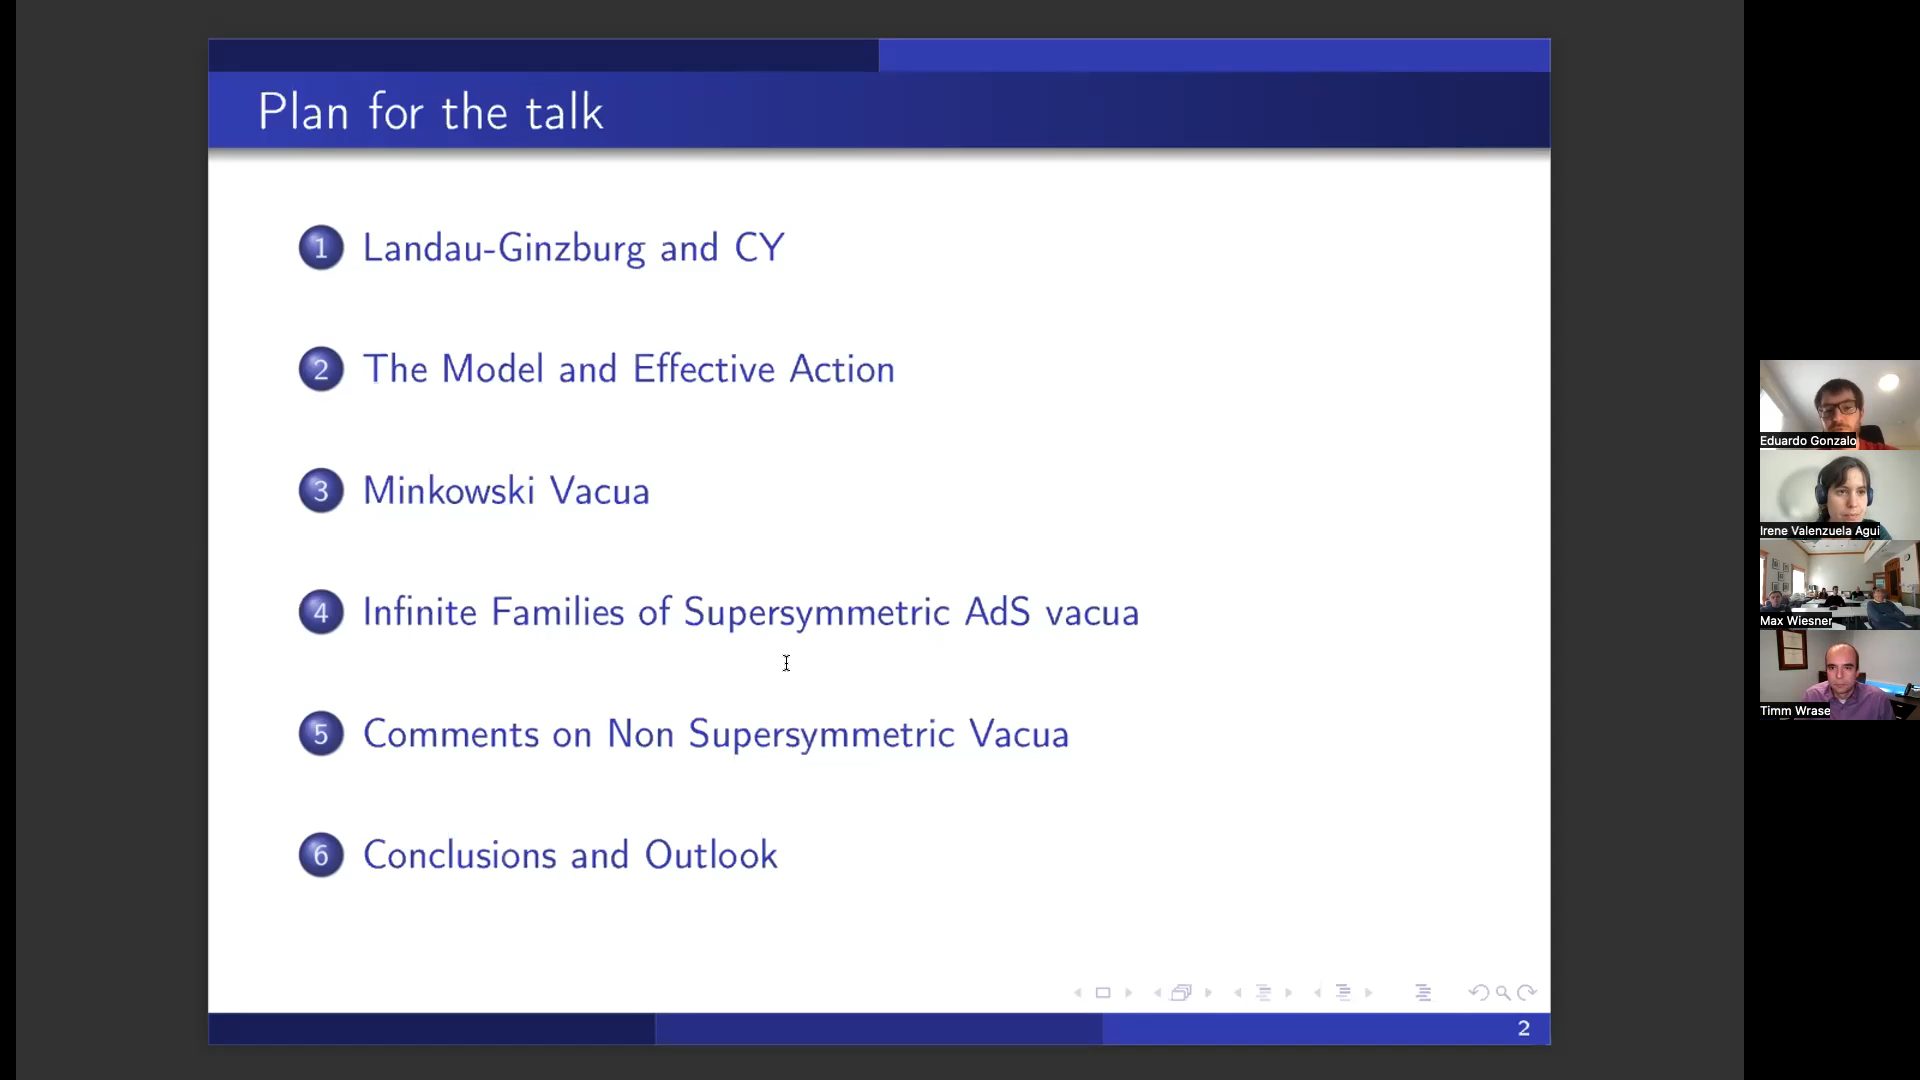 Plan for the talk
1 Landau-Ginzburg and CY
2 The Model and Effective Action
3 Minkowski Vacua
4 Infinite Families of Supersymmetric AdS vacua
5 Comments on Non Supersymmetric Vacua
6 Conclusions and Outlook
2
Eduardo Gonzalo
Irene Valenzuela Agui
Max Wiesner
Timm Wrase